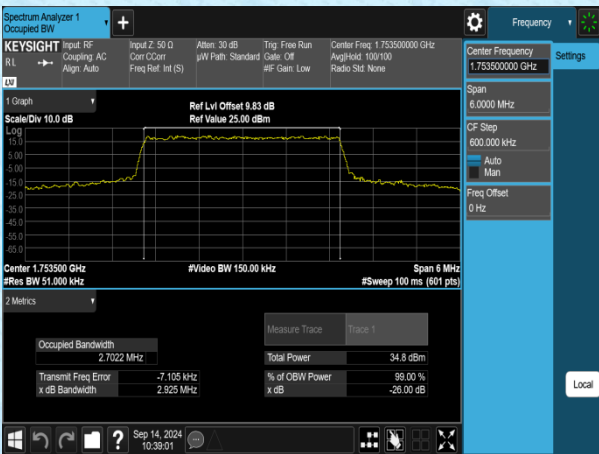 Spectrum Analyzer 1
Occupied BW
Frequency
KEYSIGHT
RL
Input: RF
Coupling: AC
Align: Auto
Input Z: 50 Ω
Corr CCorr
Freq Ref: Int (S)
Atten: 30 dB
µW Path: Standard
Trig: Free Run
Gate: Off
#IF Gain: Low
Center Freq: 1.753500000 GHz
Avg|Hold: 100/100
Radio Std: None
LXI
1 Graph
Scale/Div 10.0 dB
Ref Lvl Offset 9.83 dB
Ref Value 25.00 dBm
Log
15.0
5.00
-5.00
-15.0
-25.0
-35.0
-45.0
-55.0
-65.0
Center 1.753500 GHz
#Res BW 51.000 kHz
#Video BW 150.00 kHz
Span 6 MHz
#Sweep 100 ms (601 pts)
2 Metrics
Measure Trace
Trace 1
Occupied Bandwidth
2.7022 MHz
Total Power
34.8 dBm
Transmit Freq Error
-7.105 kHz
% of OBW Power
99.00 %
x dB Bandwidth
2.925 MHz
x dB
-26.00 dB
Center Frequency
1.753500000 GHz
Settings
Span
6.0000 MHz
CF Step
600.000 kHz
Auto
Man
Freq Offset
0 Hz
Local
?
Sep 14, 2024
10:39:01